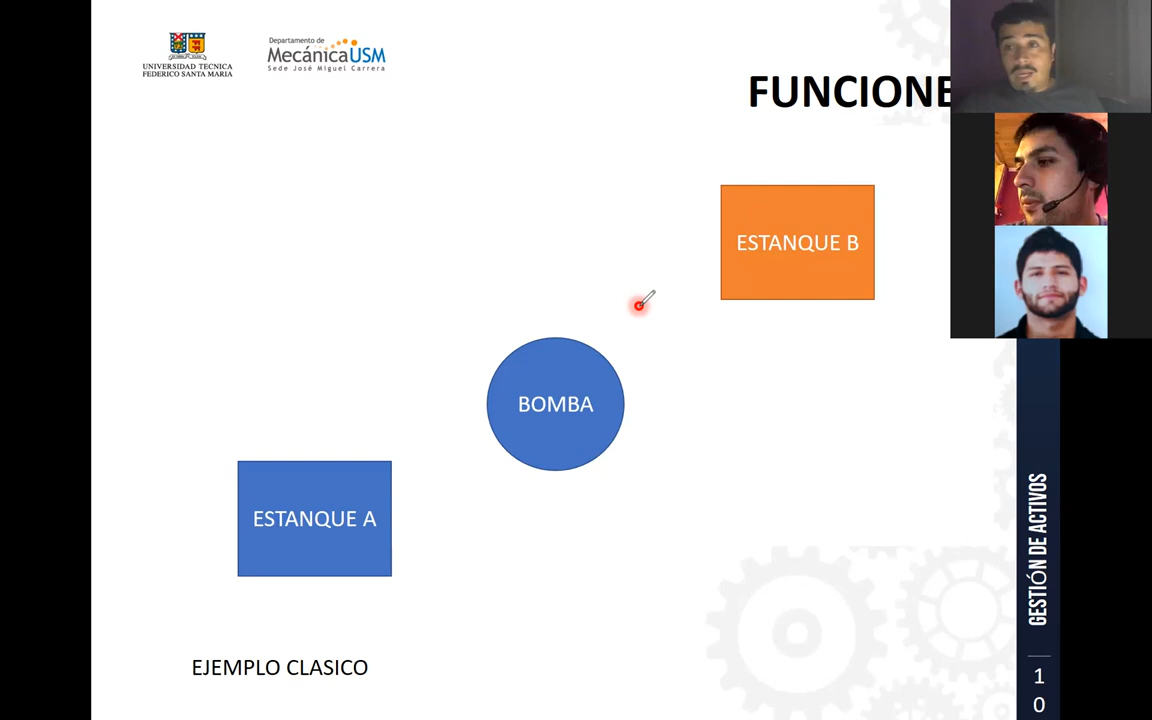 UNIVERSIDAD TECNICA
FEDERICO SANTA MARIA
Departamento de
MecánicaUSM
Sede José Miguel Carrera
FUNCIONE
ESTANQUE B
BOMBA
ESTANQUE A
EJEMPLO CLASICO
GESTIÓN DE ACTIVOS
1
0